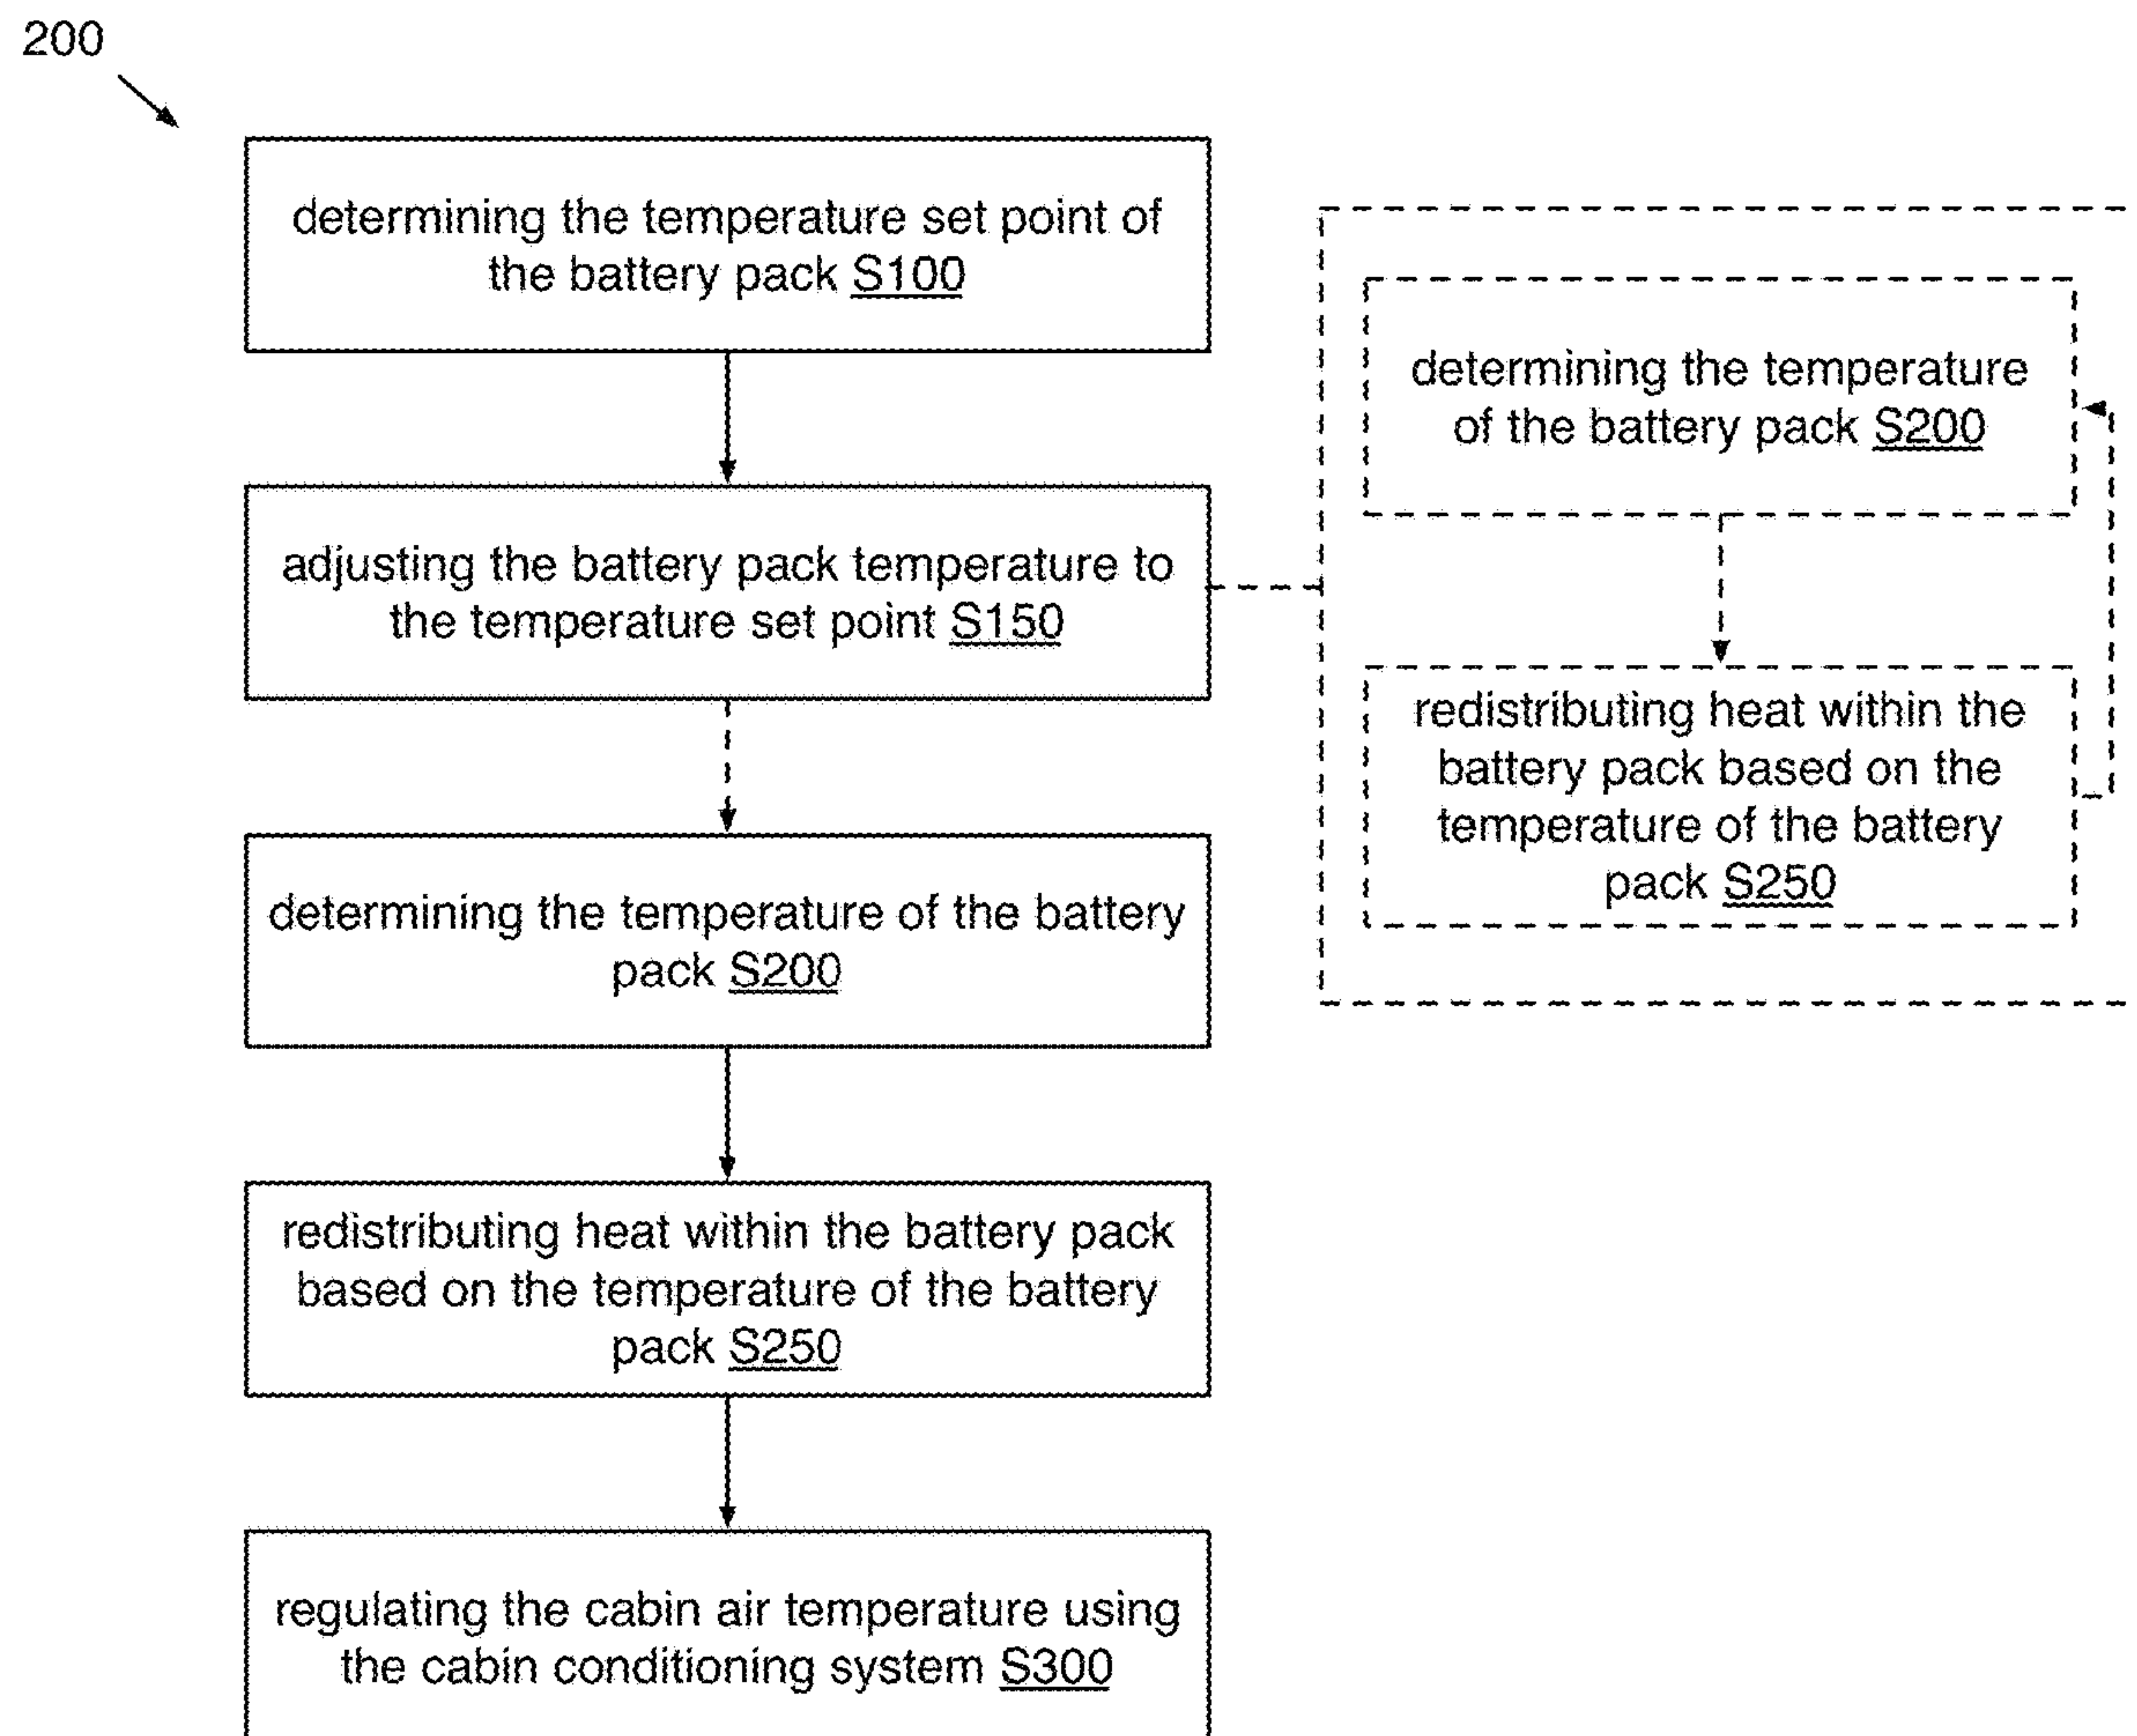 200
determining the temperature set point of
the battery pack S100
adjusting the battery pack temperature to
the temperature set point S150
determining the temperature of the battery
pack S200
redistributing heat within the battery pack
based on the temperature of the battery
pack S250
regulating the cabin air temperature using
the cabin conditioning system S300
determining the temperature
of the battery pack S200
redistributing heat within the
battery pack based on the
temperature of the battery
pack S250